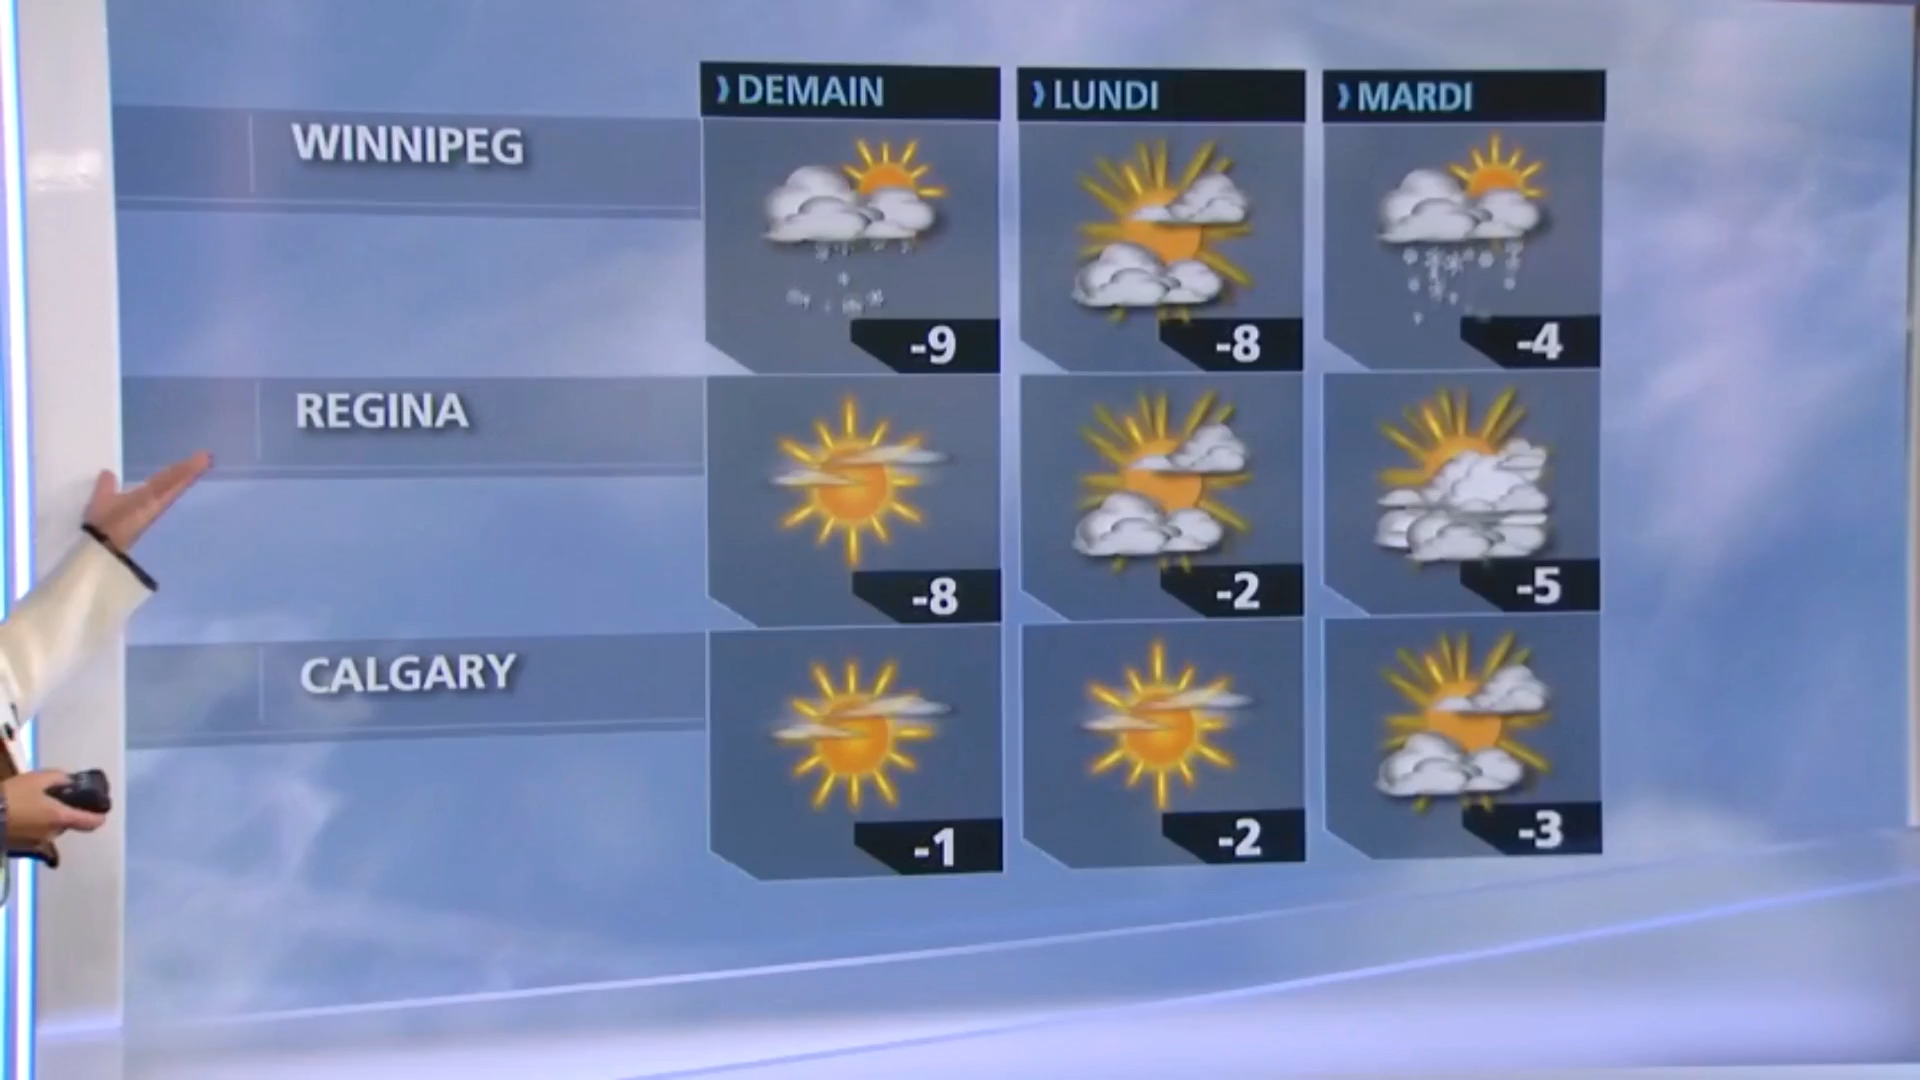 DEMAIN
LUNDI
MARDI
WINNIPEG
-9
-8
-4
REGINA
-8
-2
-5
CALGARY
-1
-2
-3